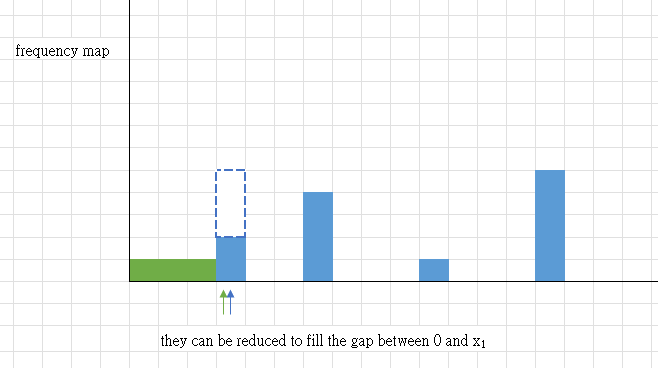 frequency map
they can be reduced to fill the gap between 0 and x₁